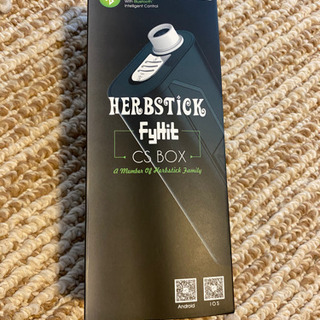 With Bluetooth
Intelligent Control
HERBSTICK
FyHit
CS BOX
A Member Of Herbstick Family
Android
iOS